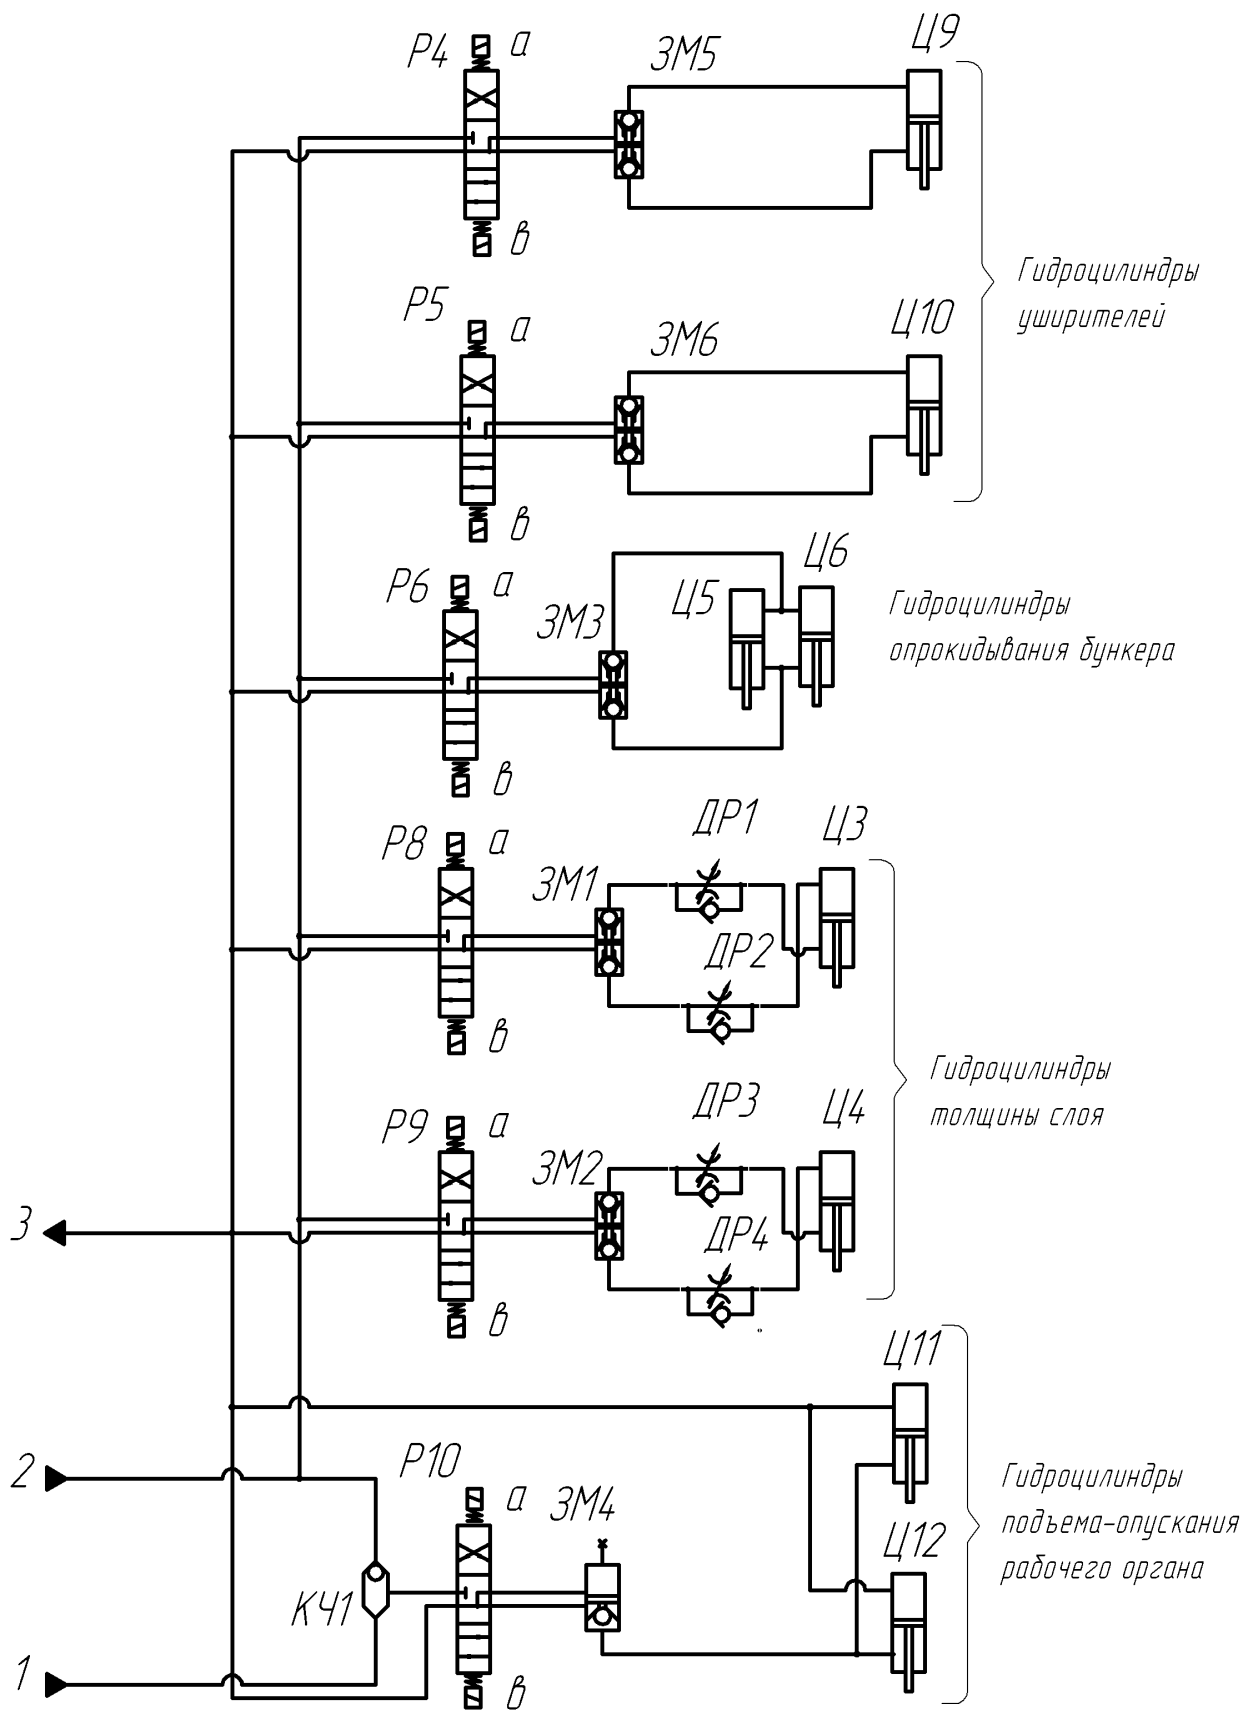 Р4
а
ЗМ5
Ц9
в
Гидроцилиндры
уширителей
Р5
а
ЗМ6
Ц10
в
Р6
а
ЗМ3
Ц5
Ц6
Гидроцилиндры
опрокидывания бункера
в
Р8
а
ЗМ1
ДР1
Ц3
ДР2
в
Гидроцилиндры
толщины слоя
Р9
а
ЗМ2
ДР3
Ц4
ДР4
3
в
Ц11
2
Р10
а
ЗМ4
Гидроцилиндры
подъема-опускания
рабочего органа
Ц12
КЧ1
1
в